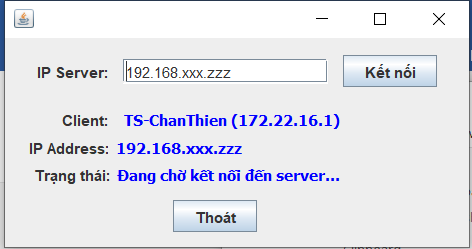 IP Server: 192.168.xxx.zzz Kết nối
Client: TS-ChanThien (172.22.16.1)
IP Address: 192.168.xxx.zzz
Trạng thái: Đang chờ kết nối đến server...
Thoát